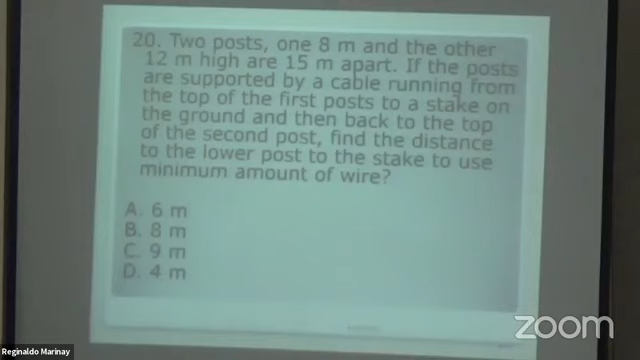 20. Two posts, one 8 m and the other
12 m high are 15 m apart. If the posts
are supported by a cable running from
the top of the first posts to a stake on
the ground and then back to the top
of the second post, find the distance
to the lower post to the stake to use
minimum amount of wire?
A. 6 m
B. 8 m
C. 9 m
D. 4 m
zoom
Reginaldo Marinay